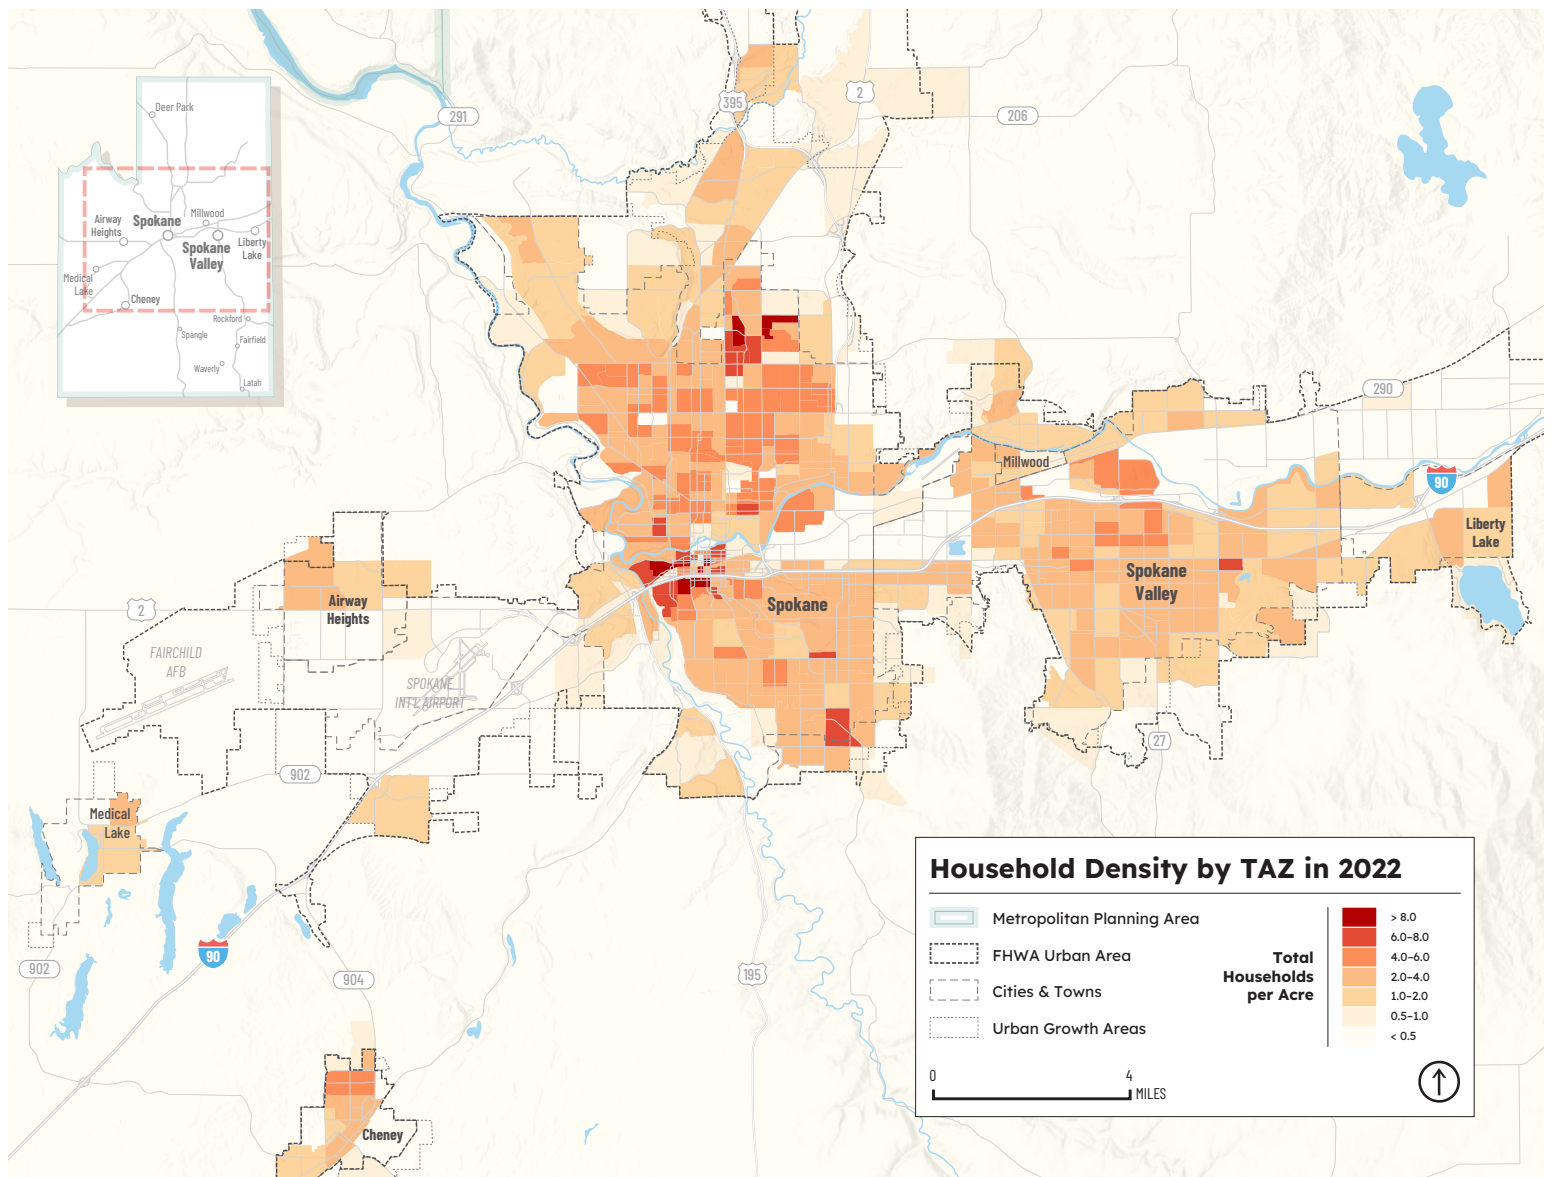 395
2
291
206
Deer Park
Millwood
Airway
Heights
Spokane
Spokane
Valley
Liberty
Lake
Medical
Lake
Cheney
Rockford
Spangle
Fairfield
Waverly
Latah
290
Millwood
90
Liberty
Lake
Spokane
Valley
Spokane
Airway
Heights
2
FAIRCHILD
AFB
SPOKANE
INT'L AIRPORT
27
902
Medical
Lake
902
90
904
195
Cheney
Household Density by TAZ in 2022
Metropolitan Planning Area
FHWA Urban Area
Cities & Towns
Urban Growth Areas
Total
Households
per Acre
> 8.0
6.0–8.0
4.0–6.0
2.0–4.0
1.0–2.0
0.5–1.0
< 0.5
0 4
MILES